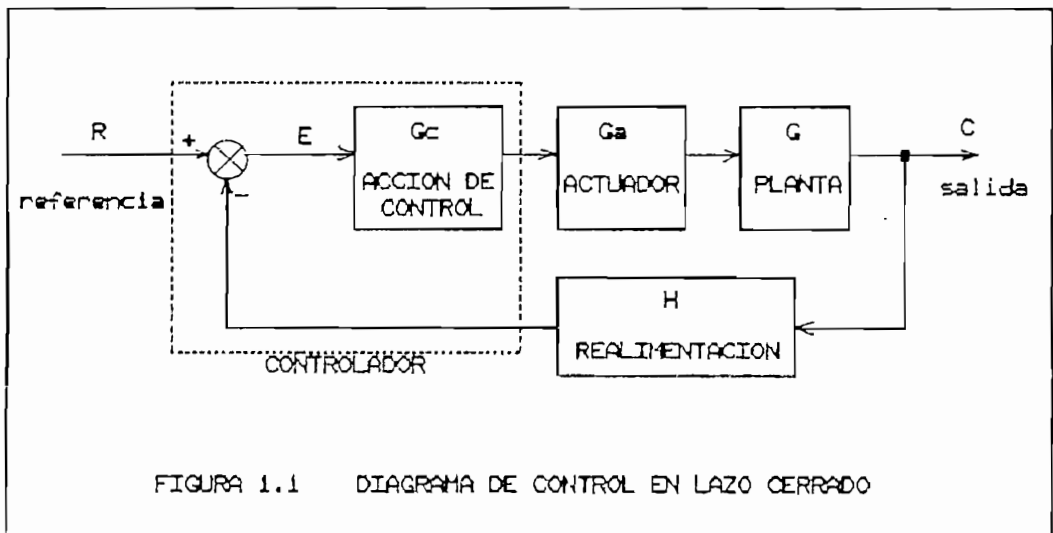 R
+
E
Gc
ACCION DE
CONTROL
Ga
ACTUADOR
G
PLANTA
C
referencia
-
salida
H
REALIMENTACION
CONTROLADOR
FIGURA 1.1 DIAGRAMA DE CONTROL EN LAZO CERRADO